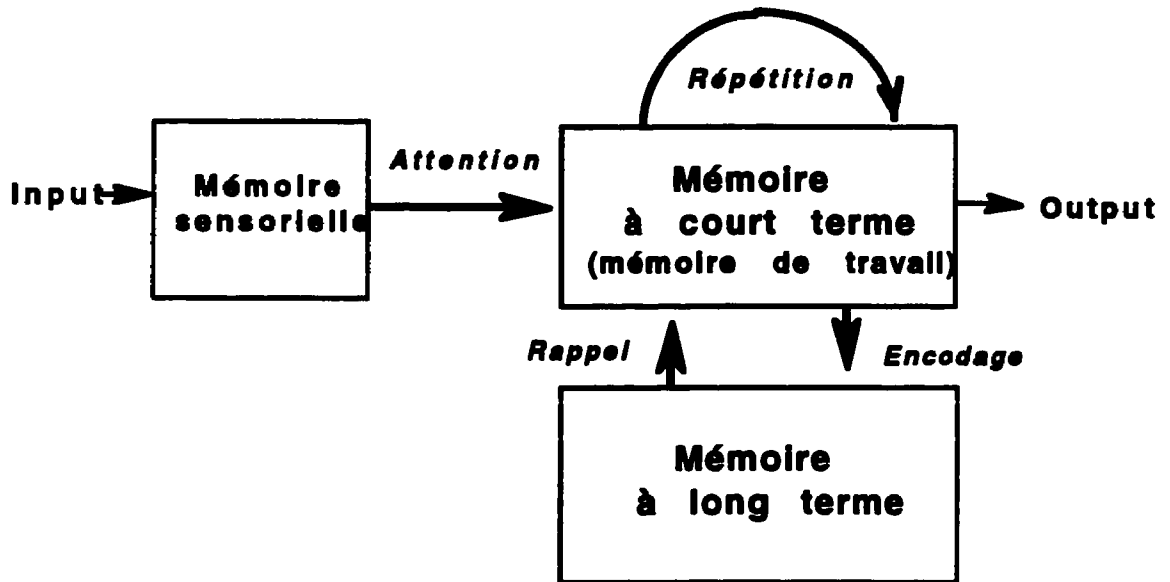 Répétition
Attention
Input
Mémoire
sensorielle
Mémoire
à court terme
(mémoire de travail)
Output
Rappel
Encodage
Mémoire
à long terme